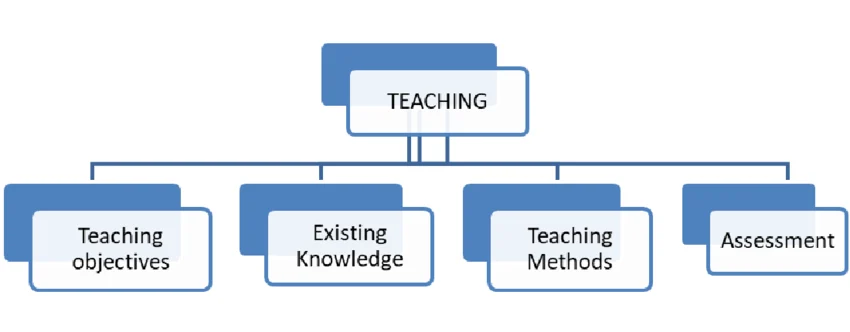 TEACHING
Teaching
objectives
Existing
Knowledge
Teaching
Methods
Assessment